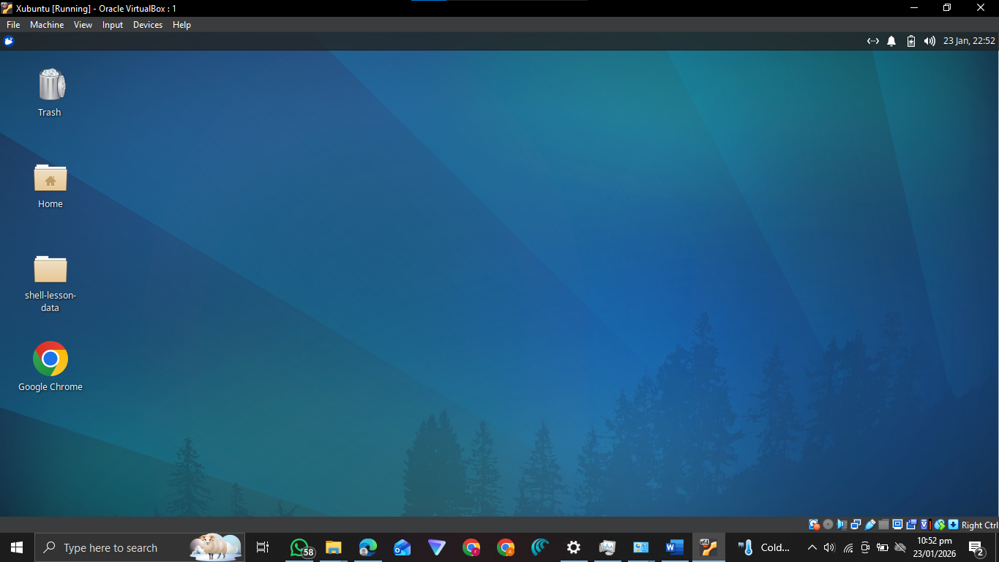 Xubuntu [Running] - Oracle VirtualBox : 1
File Machine View Input Devices Help
23 Jan, 22:52
Trash
Home
shell-lesson-
data
Google Chrome
Right Ctrl
Type here to search
58
x64
Cold...
10:52 pm
23/01/2026
2